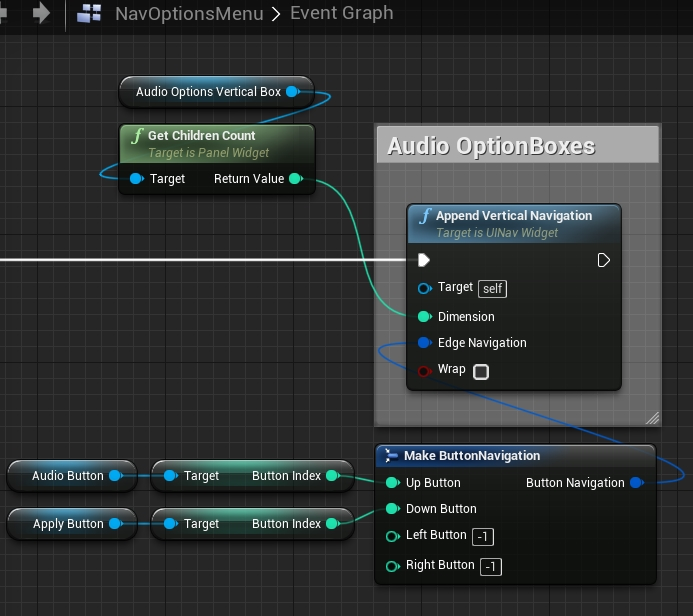 NavOptionsMenu > Event Graph
Audio Options Vertical Box
f Get Children Count
Target is Panel Widget
Target Return Value
Audio OptionBoxes
f Append Vertical Navigation
Target is UINav Widget
Target self
Dimension
Edge Navigation
Wrap
Make ButtonNavigation
Audio Button Target Button Index Up Button Button Navigation
Apply Button Target Button Index Down Button
Left Button -1
Right Button -1